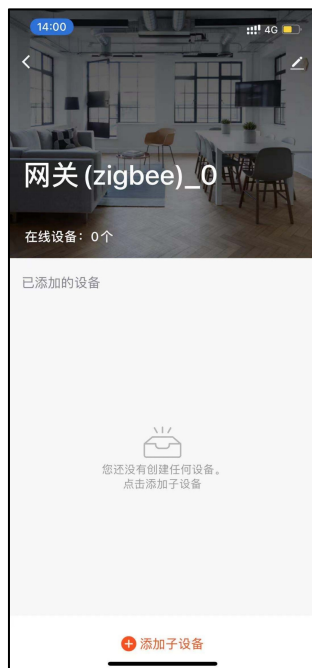 14:00
4G
网关(zigbee)_0
在线设备：0个
已添加的设备
您还没有创建任何设备。
点击添加子设备
添加子设备